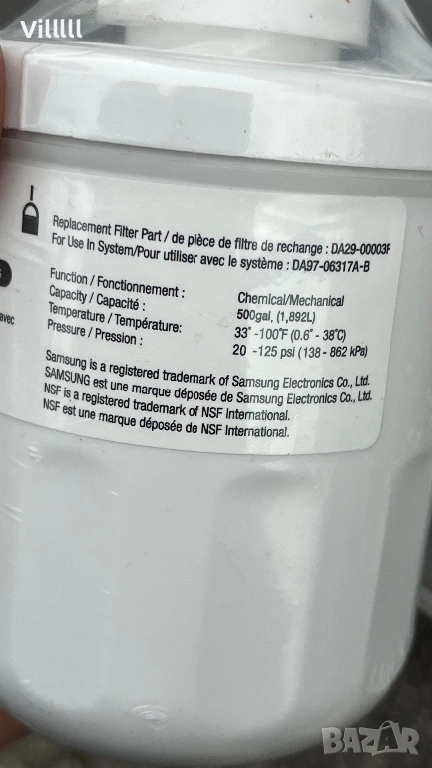 Villlll
Replacement Filter Part / de pièce de filtre de rechange : DA29-00003F
For Use In System/Pour utiliser avec le système : DA97-06317A-B
Function / Fonctionnement : Chemical/Mechanical
Capacity / Capacité : 500gal, (1,892L)
Temperature / Température: 33° -100°F (0.6° - 38°C)
Pressure / Pression : 20 -125 psi (138 - 862 kPa)
avec
Samsung is a registered trademark of Samsung Electronics Co., Ltd.
SAMSUNG est une marque déposée de Samsung Electronics Co., Ltd.
NSF is a registered trademark of NSF International.
NSF est une marque déposée de NSF International.
BAZAR